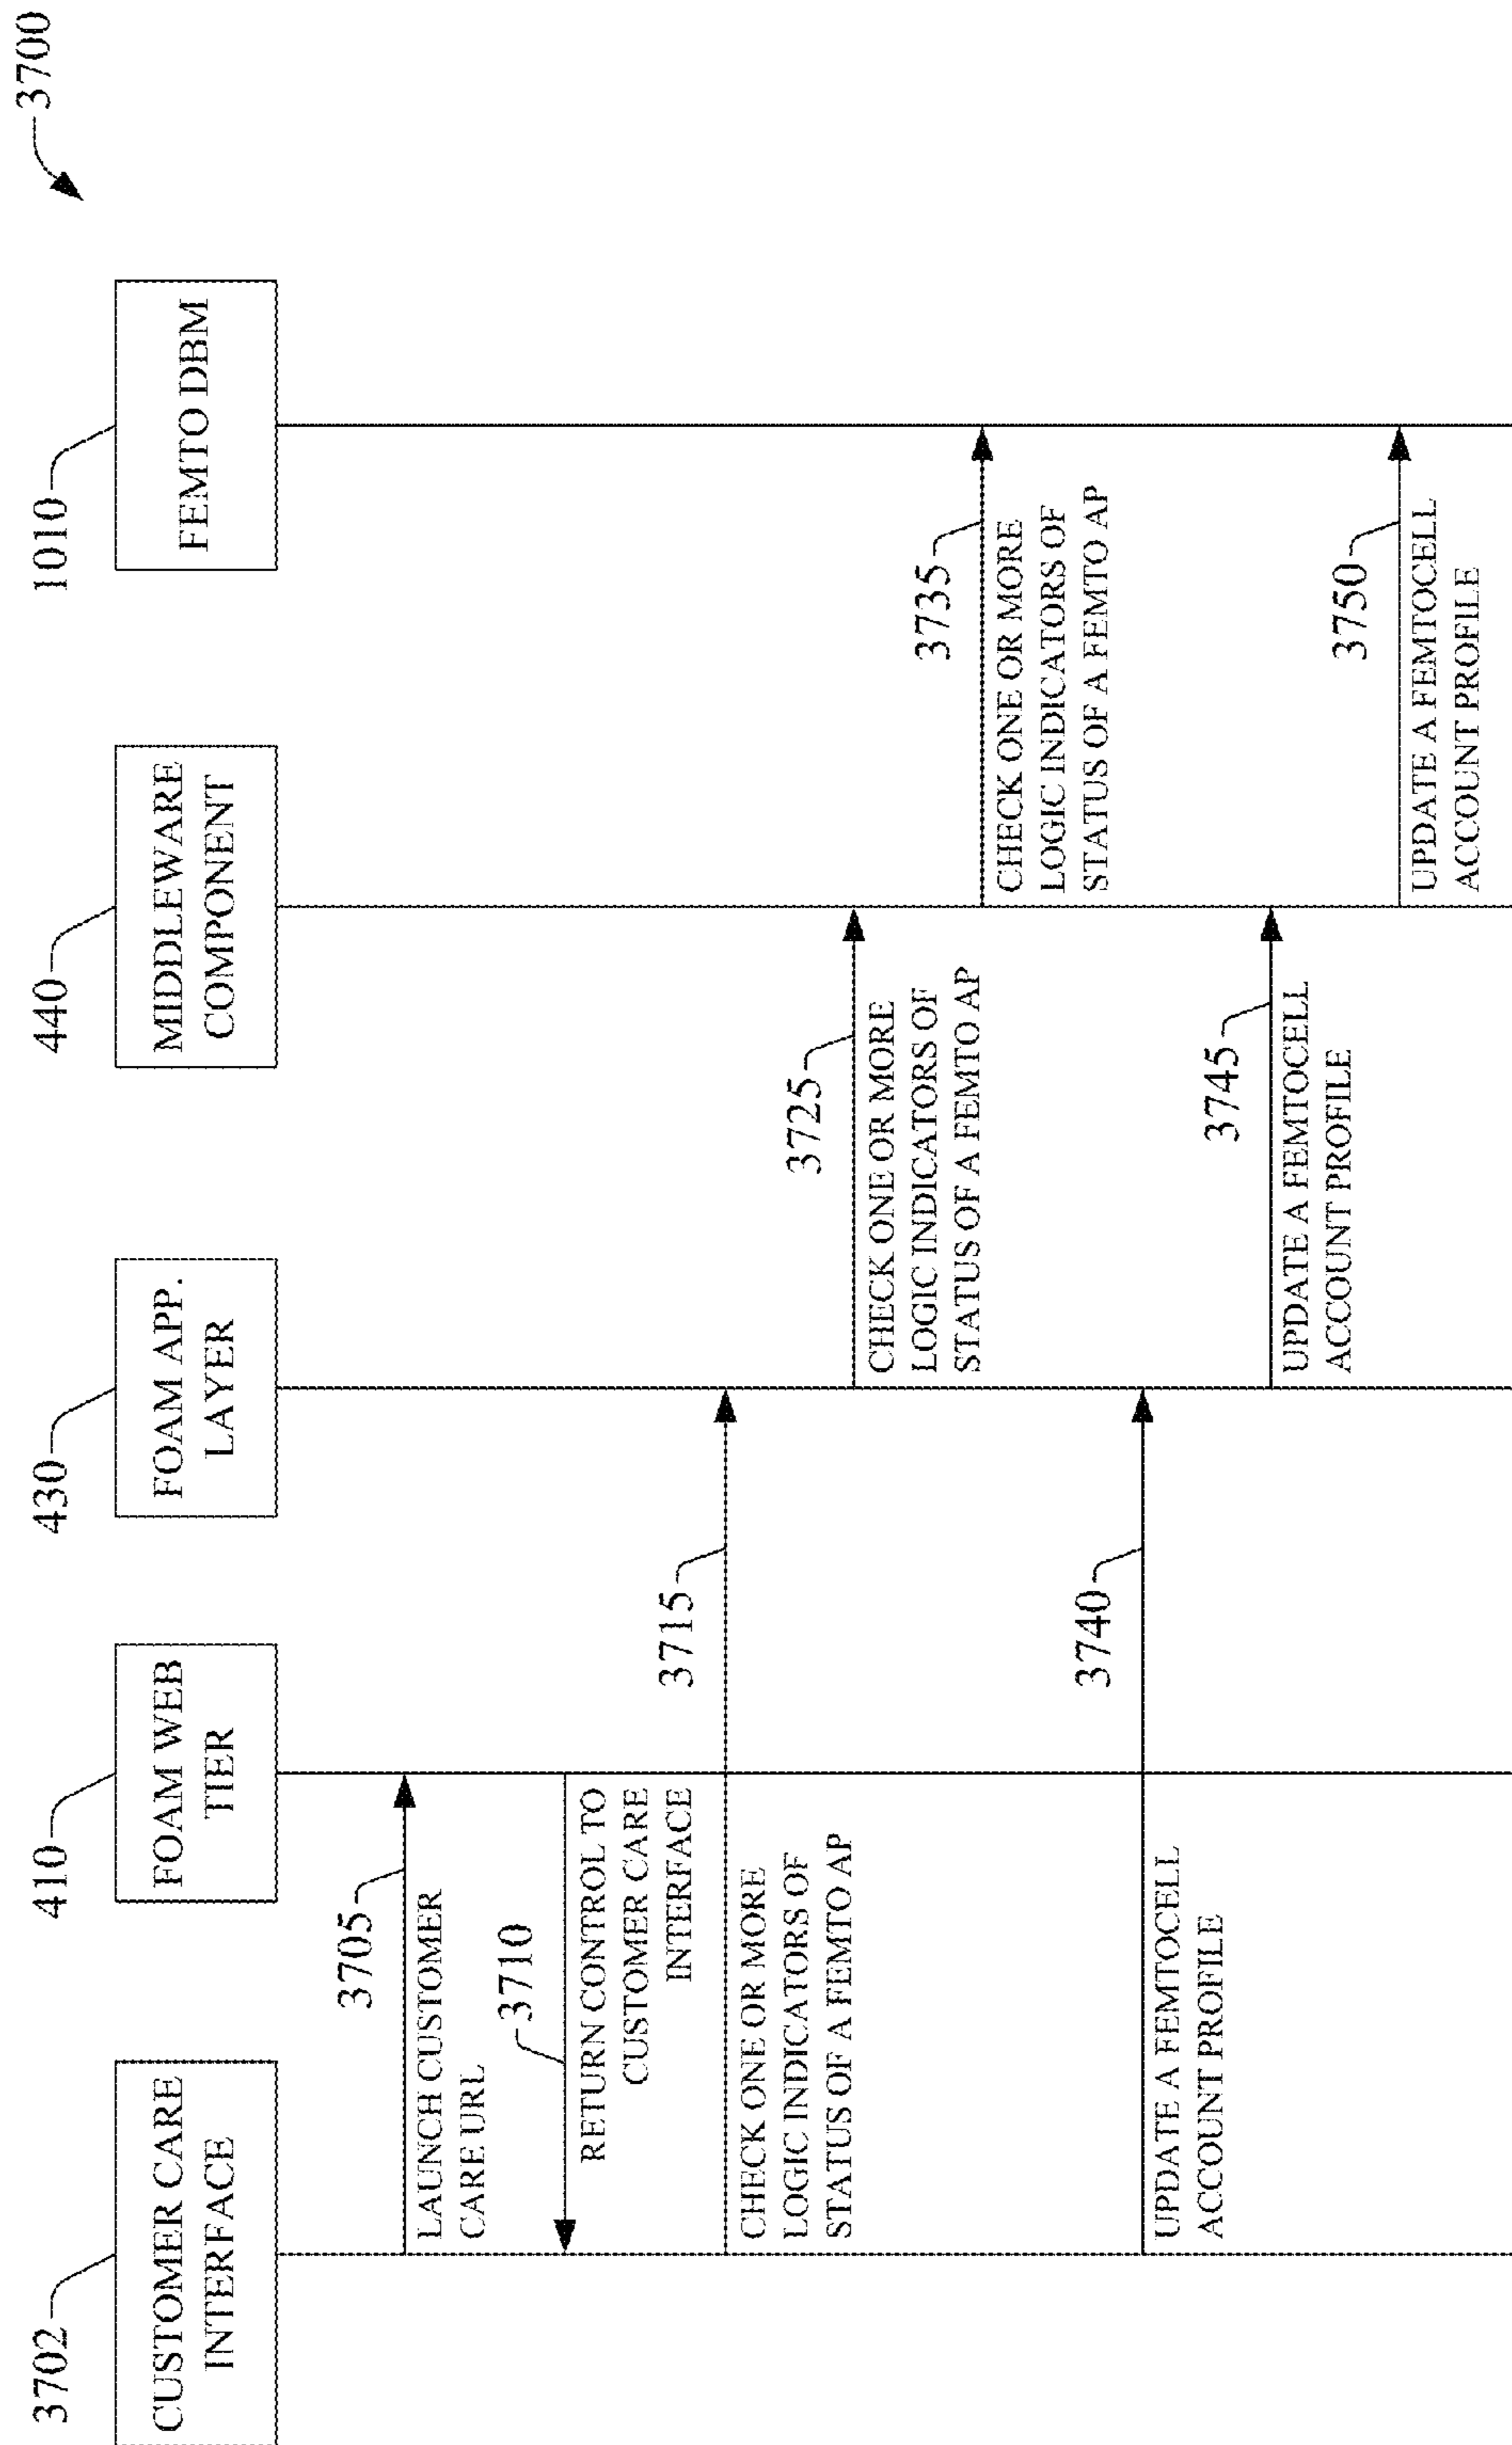 3700
3702
CUSTOMER CARE
INTERFACE
410
FOAM WEB
TIER
430
FOAM APP.
LAYER
440
MIDDLEWARE
COMPONENT
1010
FEMTO DBM
3705
LAUNCH CUSTOMER
CARE URL
3710
RETURN CONTROL TO
CUSTOMER CARE
INTERFACE
3715
CHECK ONE OR MORE
LOGIC INDICATORS OF
STATUS OF A FEMTO AP
3725
CHECK ONE OR MORE
LOGIC INDICATORS OF
STATUS OF A FEMTO AP
3735
CHECK ONE OR MORE
LOGIC INDICATORS OF
STATUS OF A FEMTO AP
3740
UPDATE A FEMTOCELL
ACCOUNT PROFILE
3745
UPDATE A FEMTOCELL
ACCOUNT PROFILE
3750
UPDATE A FEMTOCELL
ACCOUNT PROFILE